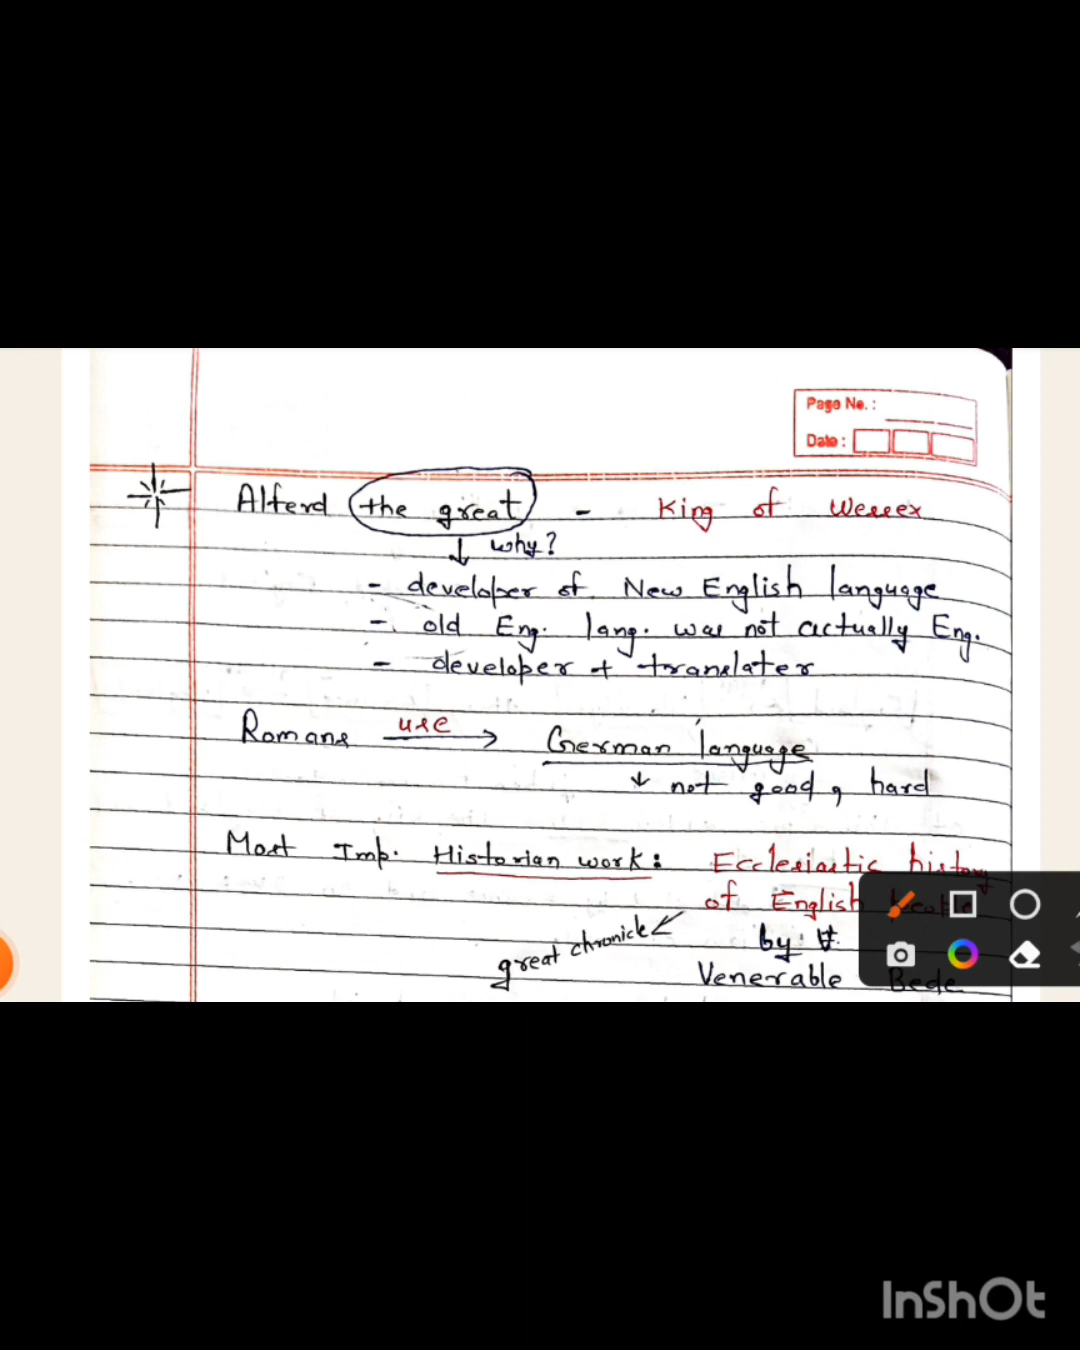 Page No. :
Date :
Alferd the great - King of Wessex
↓ why?
- developer of New English language
- old Eng. lang. was not actually Eng.
- developer + translater
Romans use → German language
↓ not good, hard
Most Imp. Historian work: Ecclesiastic history
of English
great chronicle by
Venerable Bede
InShOt